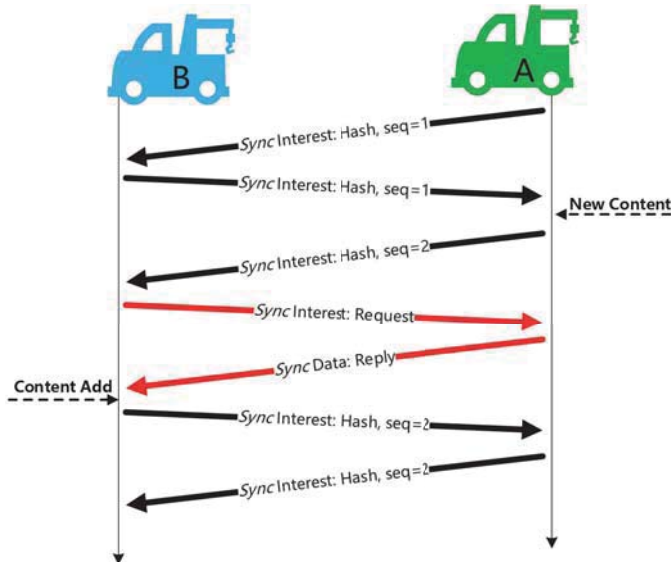 B
A
Sync Interest: Hash, seq=1
Sync Interest: Hash, seq=1
New Content
Sync Interest: Hash, seq=2
Sync Interest: Request
Sync Data: Reply
Content Add
Sync Interest: Hash, seq=2
Sync Interest: Hash, seq=2